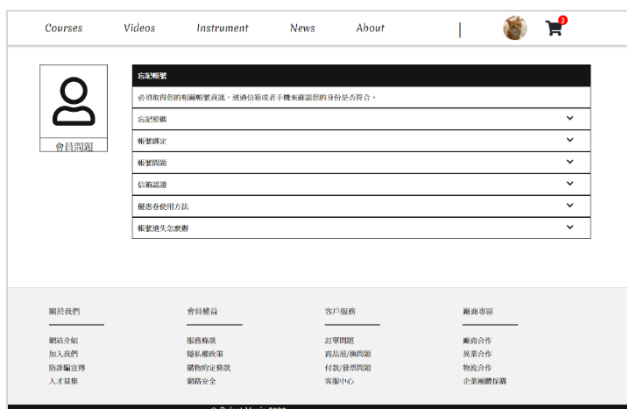 Courses Videos Instrument News About
3
忘記帳號
必須取得您的相關帳號資訊，透過信箱或者手機來確認您的身份是否符合。
忘記密碼
會員問題
帳號綁定
帳號問題
信箱認證
優惠卷使用方法
帳號遺失怎麼辦
關於我們
會員權益
客戶服務
廠商專區
網站介紹
加入我們
防詐騙宣傳
人才募集
服務條款
隱私權政策
購物約定條款
網路安全
訂單問題
商品退/換問題
付款/發票問題
客服中心
廠商合作
異業合作
物流合作
企業團體採購